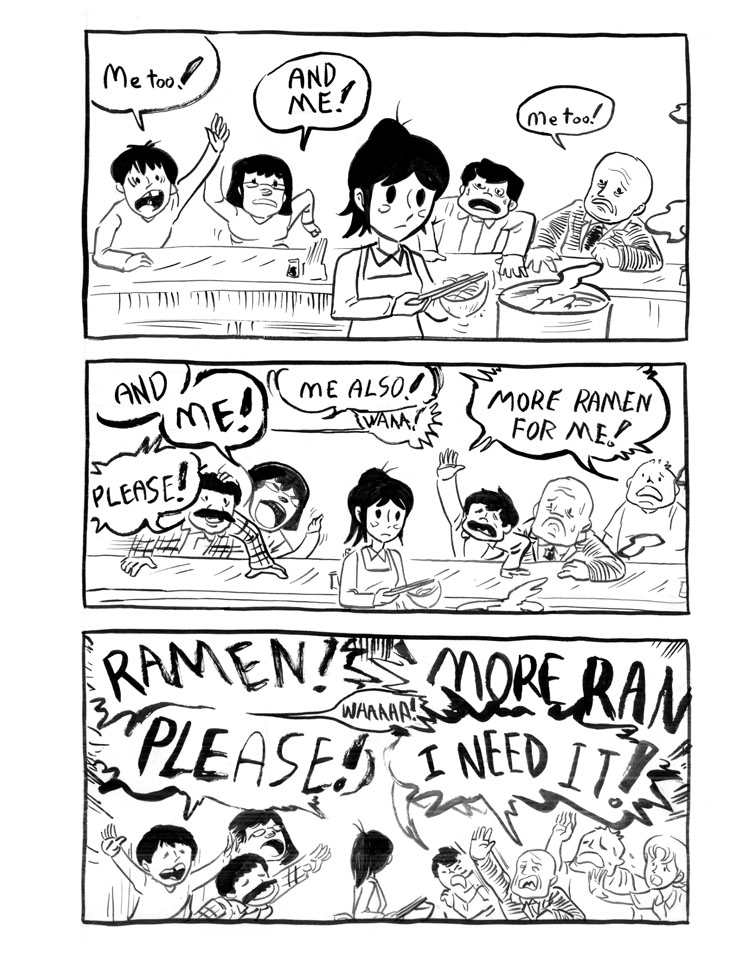 Me too!
AND
ME!
me too!
AND
ME!
ME ALSO!
WAAA!
MORE RAMEN
FOR ME!
PLEASE!
RAMEN!
MORE RAN
WAAAAA!
PLEASE!
I NEED IT!